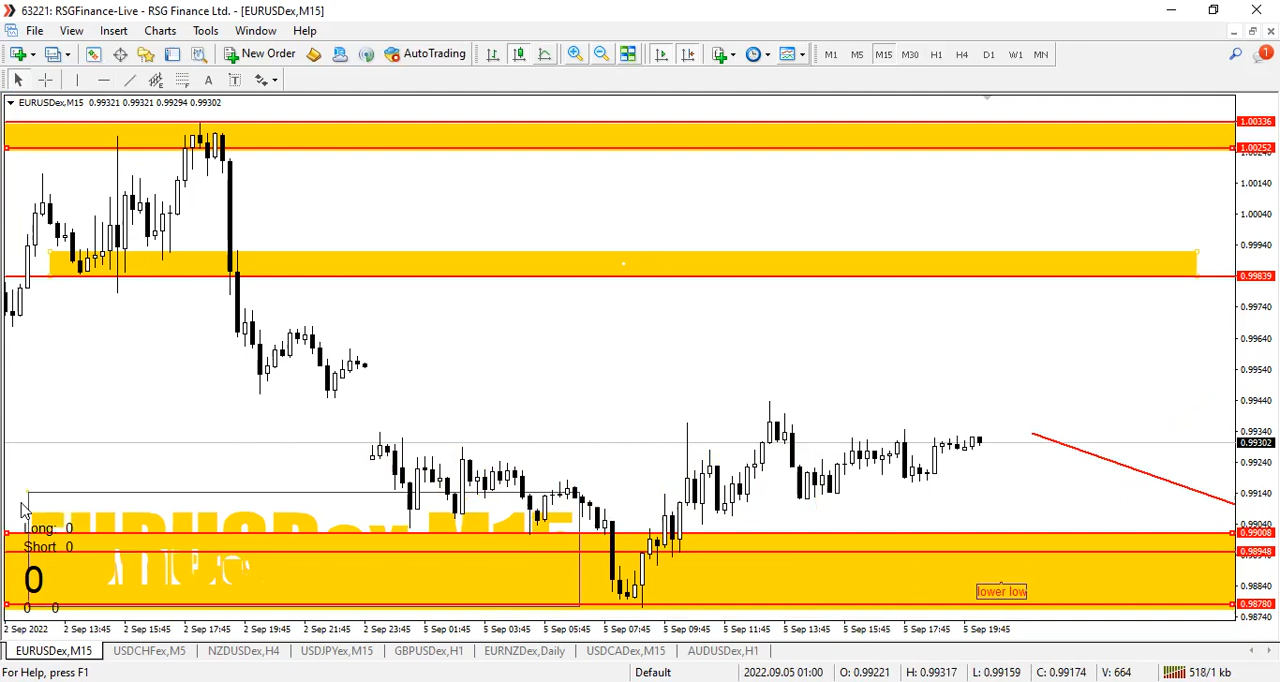 63221: RSGFinance-Live - RSG Finance Ltd. - [EURUSDex,M15]
File View Insert Charts Tools Window Help
New Order AutoTrading M1 M5 M15 M30 H1 H4 D1 W1 MN 1
A T
EURUSDex,M15 0.99321 0.99321 0.99294 0.99302
1.00336
1.00252
1.00140
1.00040
0.99940
0.99839
0.99740
0.99640
0.99540
0.99440
0.99340
0.99302
0.99240
0.99140
0.99040
0.99008
0.98948
0.98840
0.98780
0.98740
EURUSDex M15
Long: 0
Short 0
0
0 0
lower low
2 Sep 2022 2 Sep 13:45 2 Sep 15:45 2 Sep 17:45 2 Sep 19:45 2 Sep 21:45 2 Sep 23:45 5 Sep 01:45 5 Sep 03:45 5 Sep 05:45 5 Sep 07:45 5 Sep 09:45 5 Sep 11:45 5 Sep 13:45 5 Sep 15:45 5 Sep 17:45 5 Sep 19:45
EURUSDex,M15 USDCHFex,M5 NZDUSDex,H4 USDJPYex,M15 GBPUSDex,H1 EURNZDex,Daily USDCADex,M15 AUDUSDex,H1
For Help, press F1 Default 2022.09.05 01:00 O: 0.99221 H: 0.99317 L: 0.99159 C: 0.99174 V: 664 518/1 kb